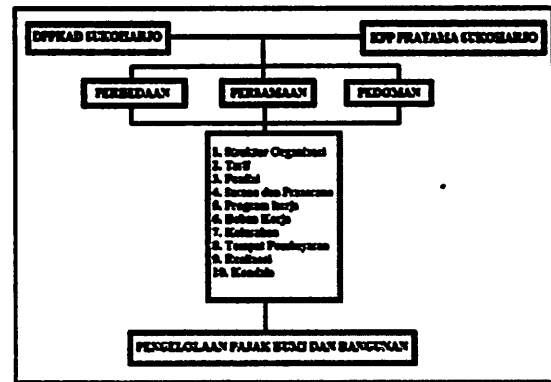 DPPKAD SUKOHARJO
KPP PRATAMA SUKOHARJO
PERBEDAAN
PERSAMAAN
PEDOMAN
1. Struktur Organisasi
2. Tarif
3.
4. Sarana dan Prasarana
5. Program kerja
6. Beban Kerja
7. Kelurahan
8. Tempat Pembayaran
9. Realisasi
10. Kendala
PENGELOLAAN PAJAK BUMI DAN BANGUNAN